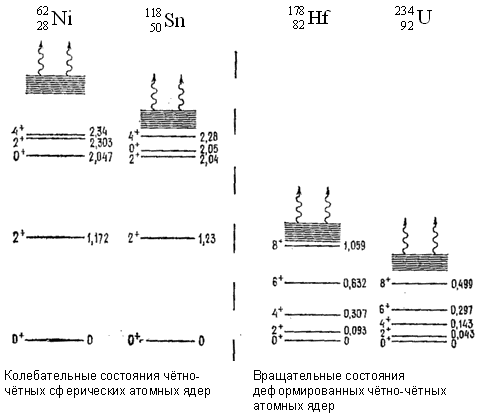 62 28 Ni
118 50 Sn
178 82 Hf
234 92 U
4+ 2,34
2+ 2,303
0+ 2,047
2+ 1,172
0+ 0
4+ 2,28
0+ 2,05
2+ 2,04
2+ 1,23
0+ 0
8+ 1,059
6+ 0,632
4+ 0,307
2+ 0,093
0+ 0
8+ 0,499
6+ 0,297
4+ 0,143
2+ 0,043
0+ 0
Колебательные состояния чётно-
чётных сферических атомных ядер
Вращательные состояния
деформированных чётно-чётных
атомных ядер